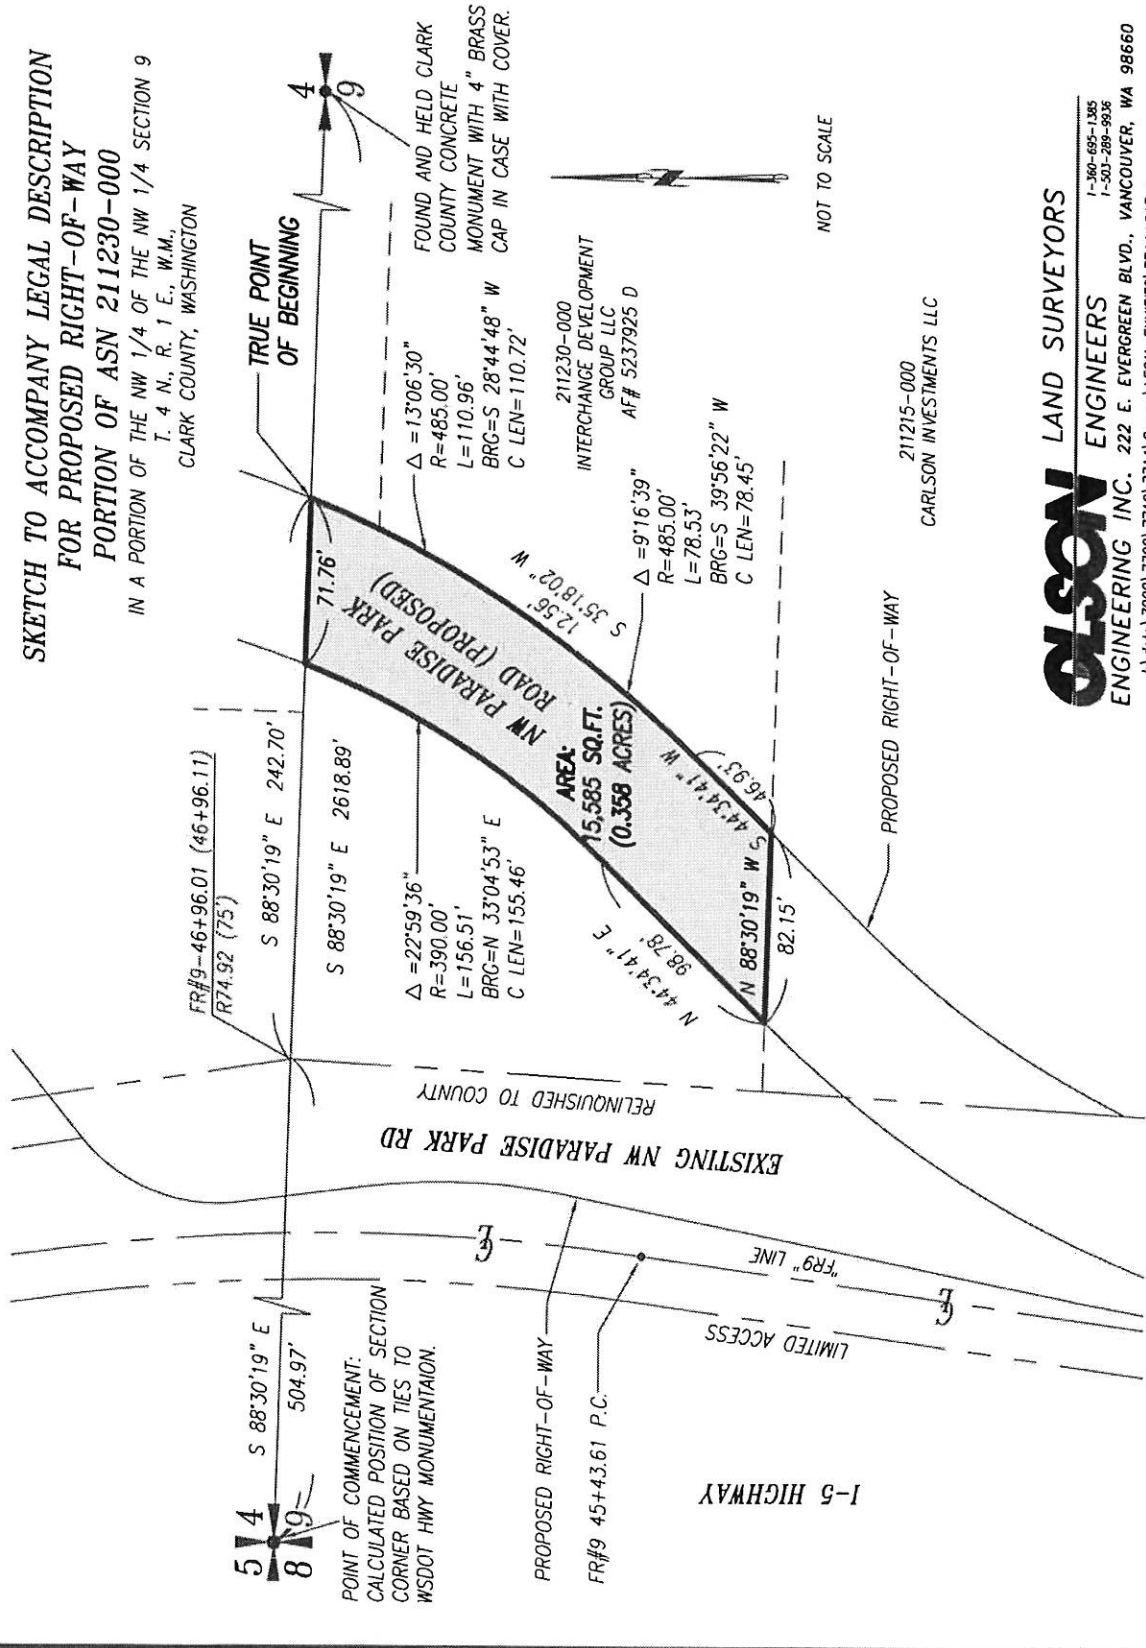 SKETCH TO ACCOMPANY LEGAL DESCRIPTION
FOR PROPOSED RIGHT-OF-WAY
PORTION OF ASN 211230-000
IN A PORTION OF THE NW 1/4 OF THE NW 1/4 SECTION 9
T. 4 N., R. 1 E., W.M.,
CLARK COUNTY, WASHINGTON
5 4
8 9
S 88°30'19" E
504.97'
POINT OF COMMENCEMENT:
CALCULATED POSITION OF SECTION
CORNER BASED ON TIES TO
WSDOT HWY MONUMENTAION.
FR#9-46+96.01 (46+96.11)
R74.92 (75')
S 88°30'19" E 242.70'
S 88°30'19" E 2618.89'
71.76'
TRUE POINT
OF BEGINNING
4
9
FOUND AND HELD CLARK
COUNTY CONCRETE
MONUMENT WITH 4" BRASS
CAP IN CASE WITH COVER.
Δ =22°59'36"
R=390.00'
L=156.51'
BRG=N 33°04'53" E
C LEN=155.46'
Δ =13°06'30"
R=485.00'
L=110.96'
BRG=S 28°44'48" W
C LEN=110.72'
NW PARADISE PARK
ROAD (PROPOSED)
12.56'
S 35°18'02" W
211230-000
INTERCHANGE DEVELOPMENT
GROUP LLC
AF# 5237925 D
AREA:
15,585 SQ.FT.
(0.358 ACRES)
Δ =9°16'39"
R=485.00'
L=78.53'
BRG=S 39°56'22" W
C LEN=78.45'
N 44°34'41" E
98.78'
S 44°34'41" W
46.93'
N 88°30'19" W
82.15'
NOT TO SCALE
RELINQUISHED TO COUNTY
EXISTING NW PARADISE PARK RD
CL
"FR9" LINE
CL
LIMITED ACCESS
PROPOSED RIGHT-OF-WAY
FR#9 45+43.61 P.C.
I-5 HIGHWAY
PROPOSED RIGHT-OF-WAY
211215-000
CARLSON INVESTMENTS LLC
OLSON LAND SURVEYORS
ENGINEERS
1-360-695-1385
1-503-289-9936
ENGINEERING INC. 222 E. EVERGREEN BLVD., VANCOUVER, WA 98660